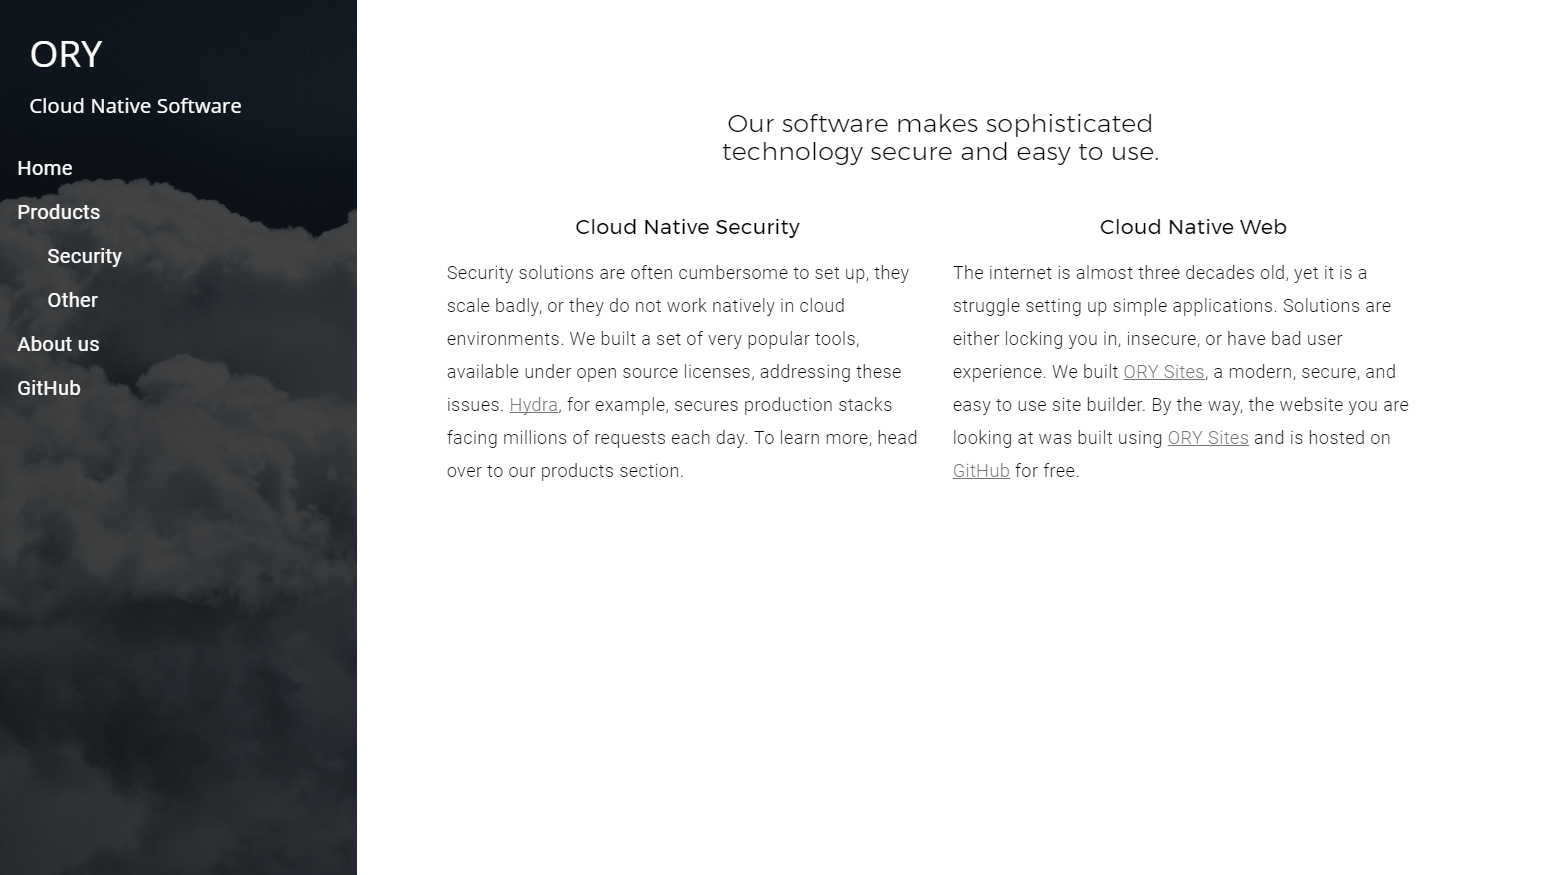 ORY
Cloud Native Software
Home
Products
Security
Other
About us
GitHub
Our software makes sophisticated
technology secure and easy to use.
Cloud Native Security
Security solutions are often cumbersome to set up, they
scale badly, or they do not work natively in cloud
environments. We built a set of very popular tools,
available under open source licenses, addressing these
issues. Hydra, for example, secures production stacks
facing millions of requests each day. To learn more, head
over to our products section.
Cloud Native Web
The internet is almost three decades old, yet it is a
struggle setting up simple applications. Solutions are
either locking you in, insecure, or have bad user
experience. We built ORY Sites, a modern, secure, and
easy to use site builder. By the way, the website you are
looking at was built using ORY Sites and is hosted on
GitHub for free.